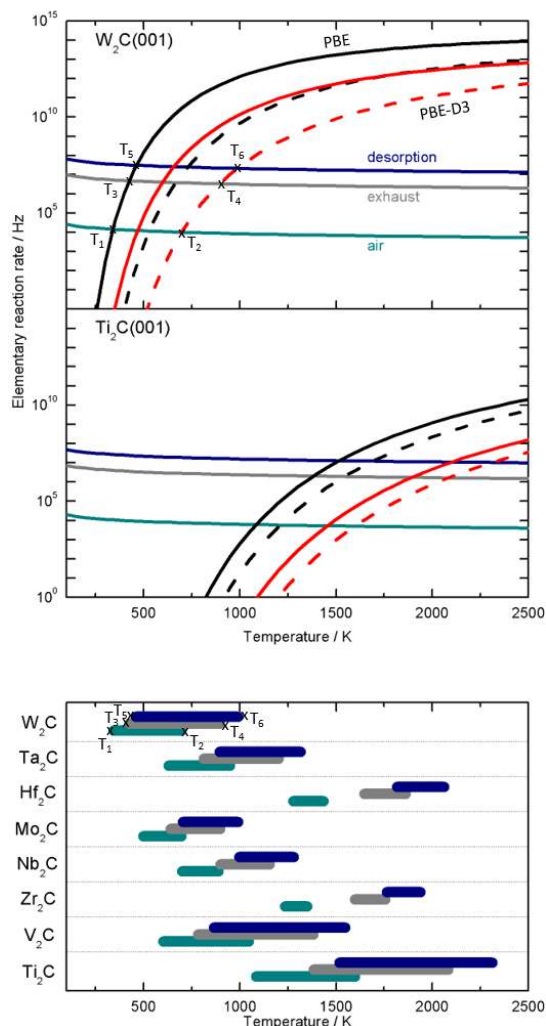 W₂C(001)
PBE
10¹⁵
PBE-D3
10¹⁰
T₅
T₆
desorption
T₃
T₄
exhaust
10⁵
T₁
T₂
air
Elementary reaction rate / Hz
Ti₂C(001)
10¹⁰
10⁵
10⁰
500 1000 1500 2000 2500
Temperature / K
W₂C
T₅ T₆
T₃ T₄
T₁ T₂
Ta₂C
Hf₂C
Mo₂C
Nb₂C
Zr₂C
V₂C
Ti₂C
500 1000 1500 2000 2500
Temperature / K